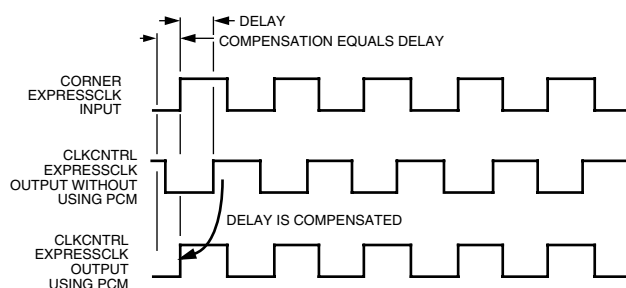 DELAY
COMPENSATION EQUALS DELAY
CORNER
EXPRESSCLK
INPUT
CLKCNTRL
EXPRESSCLK
OUTPUT WITHOUT
USING PCM
DELAY IS COMPENSATED
CLKCNTRL
EXPRESSCLK
OUTPUT
USING PCM